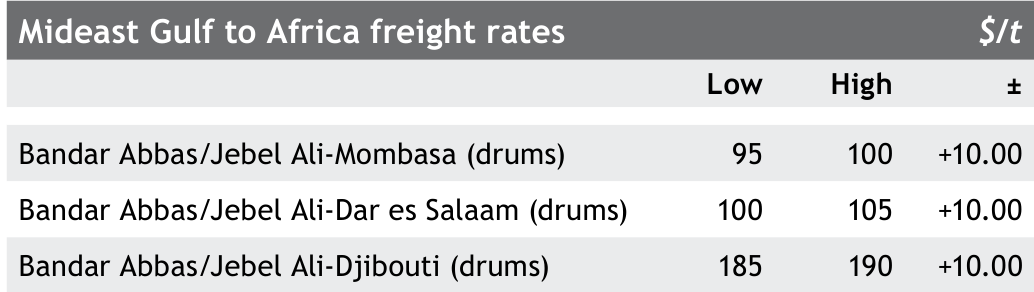 Mideast Gulf to Africa freight rates $/t
Low High ±
Bandar Abbas/Jebel Ali-Mombasa (drums) 95 100 +10.00
Bandar Abbas/Jebel Ali-Dar es Salaam (drums) 100 105 +10.00
Bandar Abbas/Jebel Ali-Djibouti (drums) 185 190 +10.00